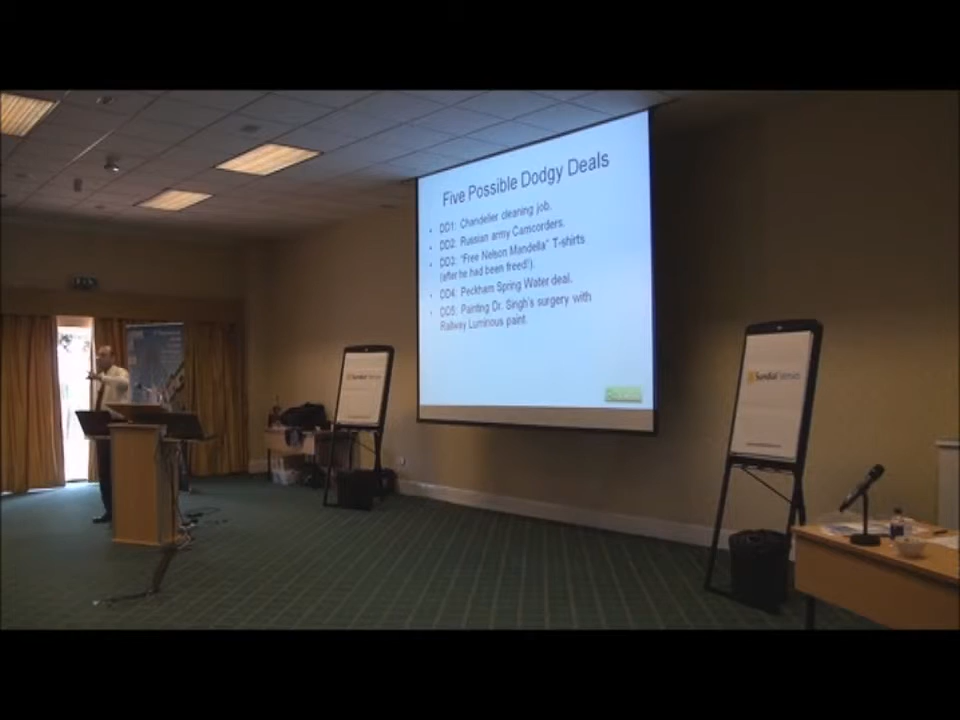 Five Possible Dodgy Deals
• DD1: Chandelier cleaning job.
• DD2: Russian army Camcorders.
• DD3: "Free Nelson Mandella" T-shirts
(after he had been freed!).
• DD4: Peckham Spring Water deal.
• DD5: Painting Dr. Singh's surgery with
Railway Luminous paint.
Sundial
Sundial